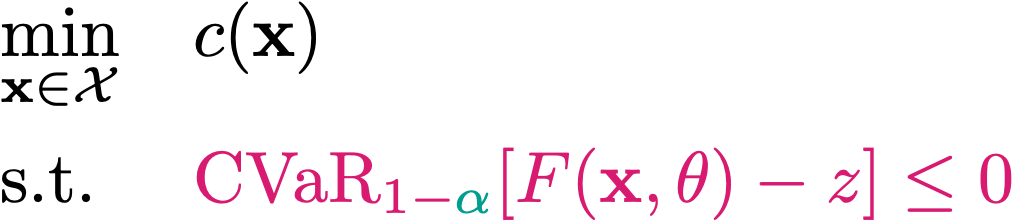 min c(𝐱)
𝐱∈𝒳
s.t. CVaR₁₋α[F(𝐱, θ) − z] ≤ 0